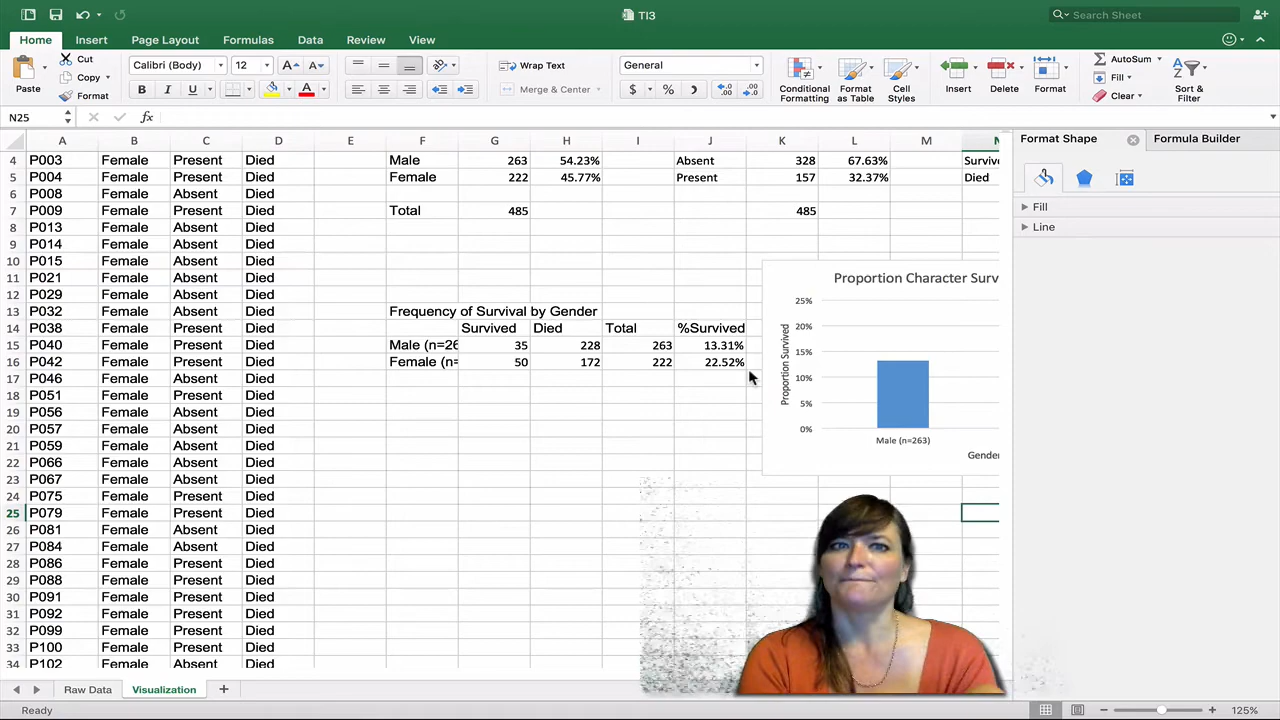 TI3
Search Sheet
Home Insert Page Layout Formulas Data Review View
Cut
Calibri (Body) 12 A A Wrap Text General AutoSum
Copy Fill
Paste Format B I U A Merge & Center $ % Conditional Formatting Format as Table Cell Styles Insert Delete Format Clear Sort & Filter
N25 fx
Format Shape Formula Builder
A B C D E F G H I J K L M N
4 P003 Female Present Died Male 263 54.23% Absent 328 67.63% Survive
5 P004 Female Present Died Female 222 45.77% Present 157 32.37% Died
6 P008 Female Absent Died
7 P009 Female Present Died Total 485 485
8 P013 Female Absent Died
9 P014 Female Absent Died
10 P015 Female Absent Died
11 P021 Female Absent Died
12 P029 Female Absent Died
13 P032 Female Absent Died Frequency of Survival by Gender
14 P038 Female Present Died Survived Died Total %Survived
15 P040 Female Present Died Male (n=26 35 228 263 13.31%
16 P042 Female Present Died Female (n= 50 172 222 22.52%
17 P046 Female Absent Died
18 P051 Female Present Died
19 P056 Female Absent Died
20 P057 Female Absent Died
21 P059 Female Absent Died
22 P066 Female Absent Died
23 P067 Female Absent Died
24 P075 Female Present Died
25 P079 Female Present Died
26 P081 Female Absent Died
27 P084 Female Absent Died
28 P086 Female Present Died
29 P088 Female Present Died
30 P091 Female Present Died
31 P092 Female Present Died
32 P099 Female Present Died
33 P100 Female Present Died
34 P102 Female Absent Died
Proportion Character Surv
Proportion Survived
25%
20%
15%
10%
5%
0%
Male (n=263)
Gender
Fill
Line
Raw Data Visualization +
Ready 125%